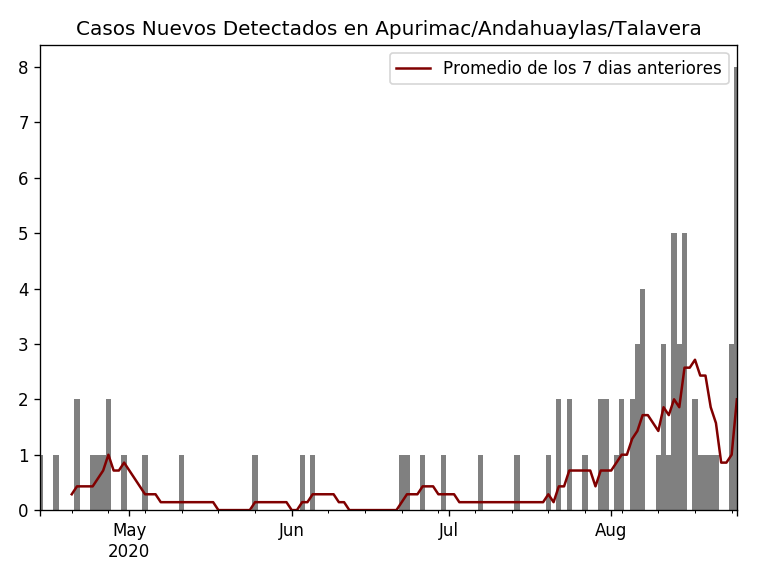 Casos Nuevos Detectados en Apurimac/Andahuaylas/Talavera
Promedio de los 7 dias anteriores
8
7
6
5
4
3
2
1
0
May
2020
Jun
Jul
Aug